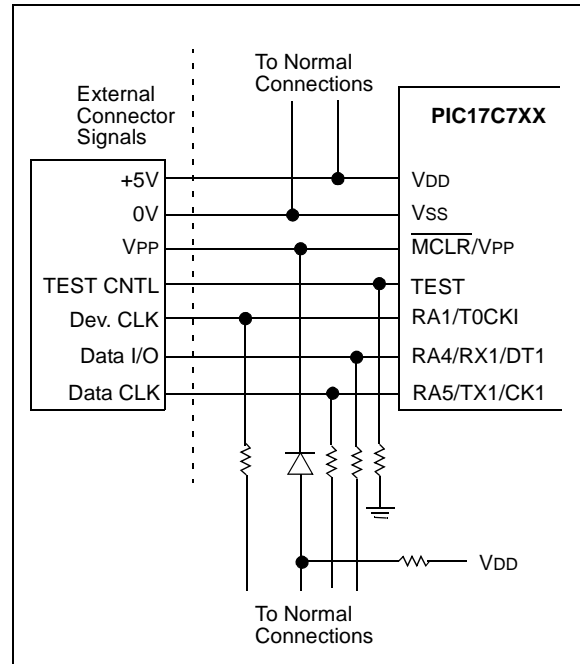 To Normal
Connections
External
Connector
Signals
PIC17C7XX
+5V
VDD
0V
VSS
VPP
MCLR/VPP
TEST CNTL
TEST
Dev. CLK
RA1/T0CKI
Data I/O
RA4/RX1/DT1
Data CLK
RA5/TX1/CK1
VDD
To Normal
Connections